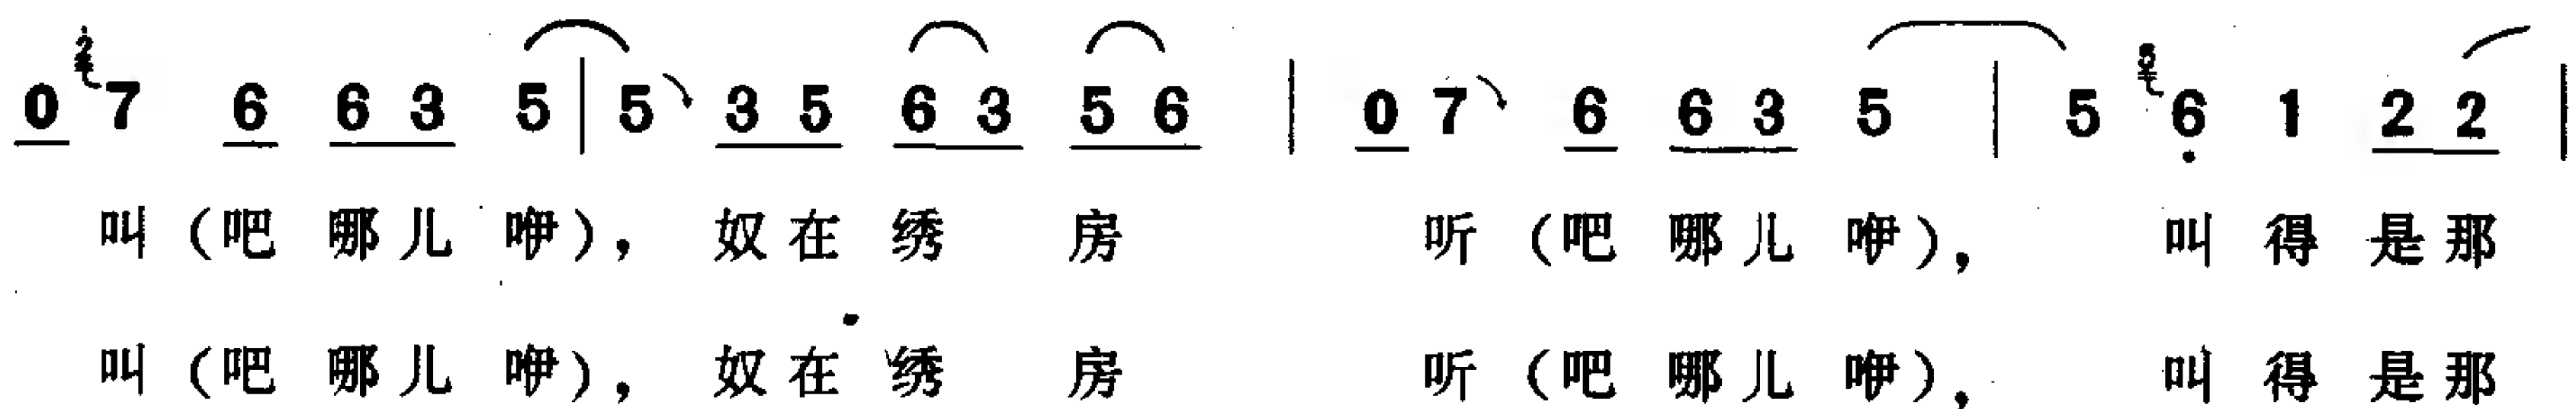 0 2 7 6 6 3 5 | 5 3 5 6 3 5 6 | 0 7 6 6 3 5 | 5 5 6 1 2 2 |
叫（吧 哪儿 咿），奴在绣 房 听（吧 哪儿 咿）， 叫 得 是那
叫（吧 哪儿 咿），奴在绣 房 听（吧 哪儿 咿）， 叫 得 是那